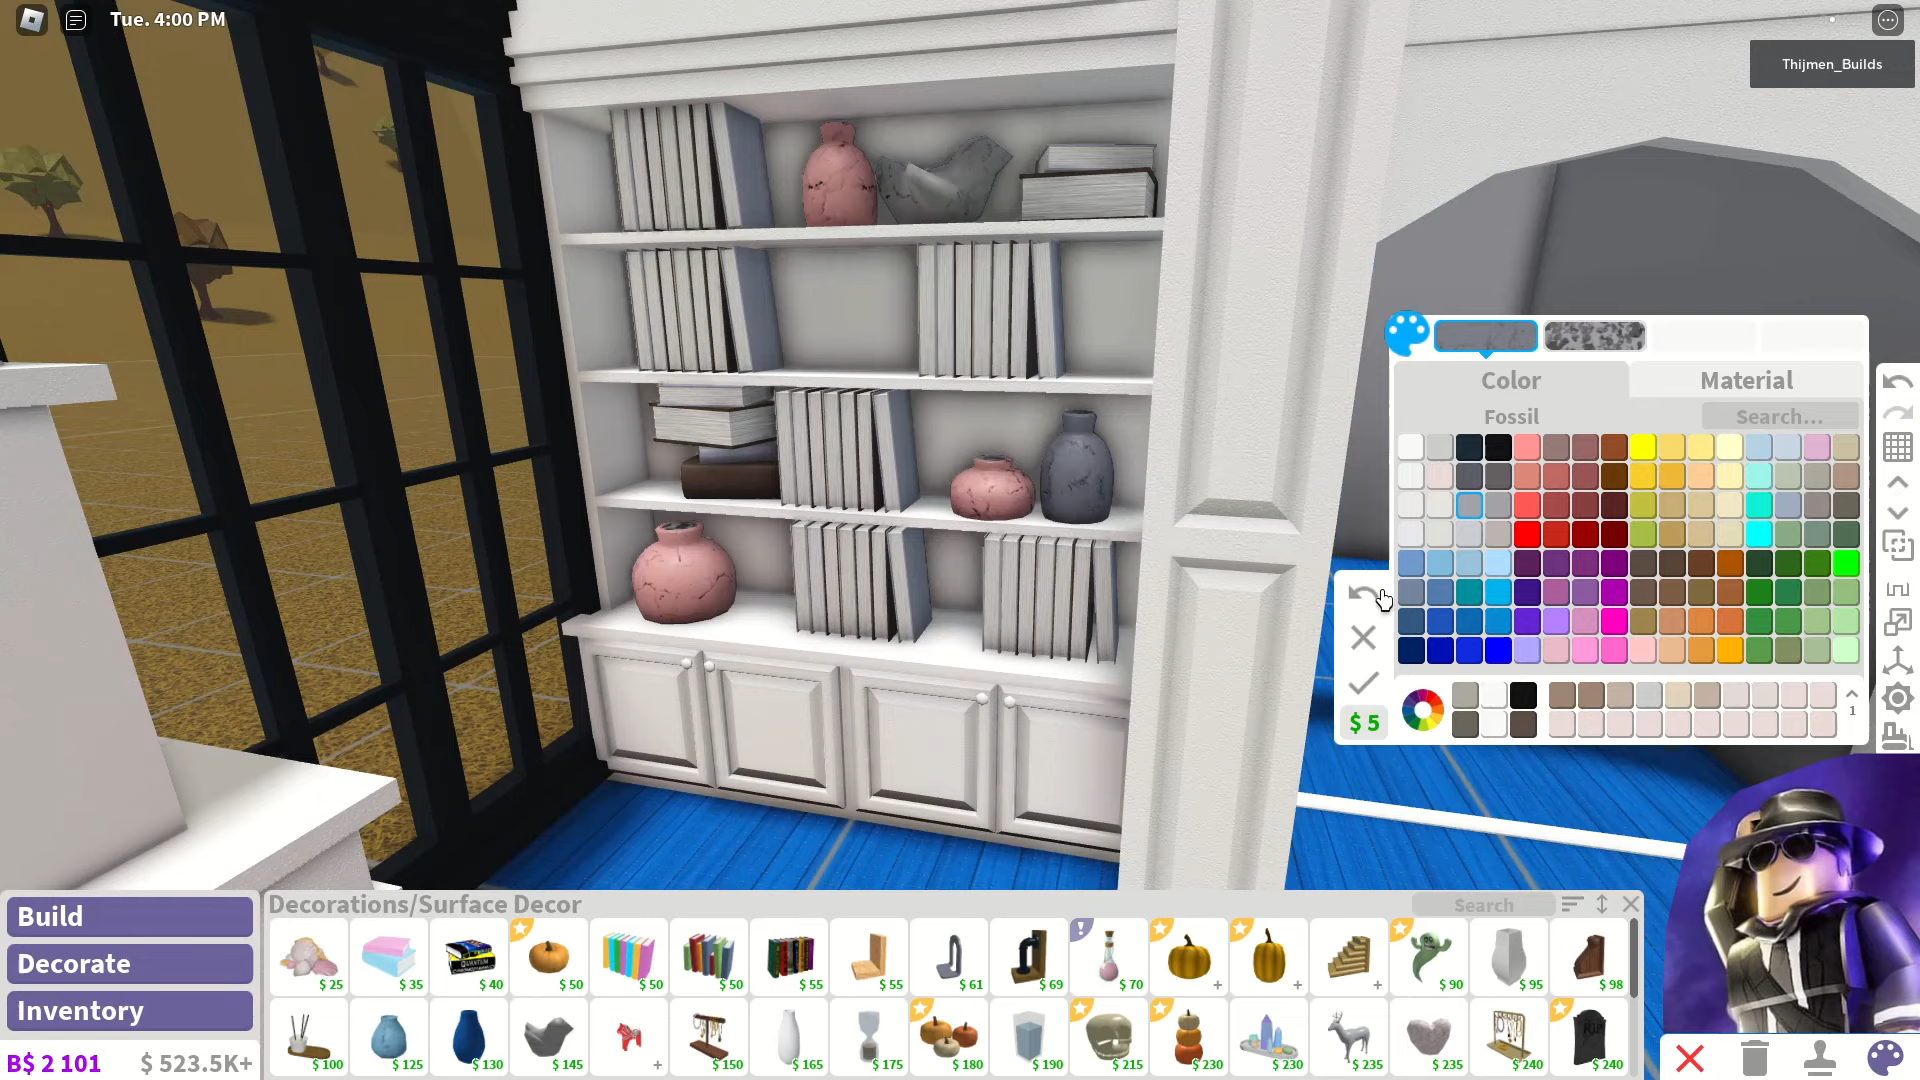 Tue. 4:00 PM
Thijmen_Builds
Color
Material
Fossil
Search...
1
$ 5
Build
Decorate
Inventory
B$ 2 101
$ 523.5K+
Decorations/Surface Decor
Search
$ 25
$ 35
QUANTUM
$ 40
$ 50
$ 50
$ 50
$ 55
$ 55
$ 61
$ 69
$ 70
+
+
+
$ 90
$ 95
$ 98
$ 100
$ 125
$ 130
$ 145
+
$ 150
$ 165
$ 175
$ 180
$ 190
$ 215
$ 230
$ 230
$ 235
$ 235
$ 240
RIP
$ 240